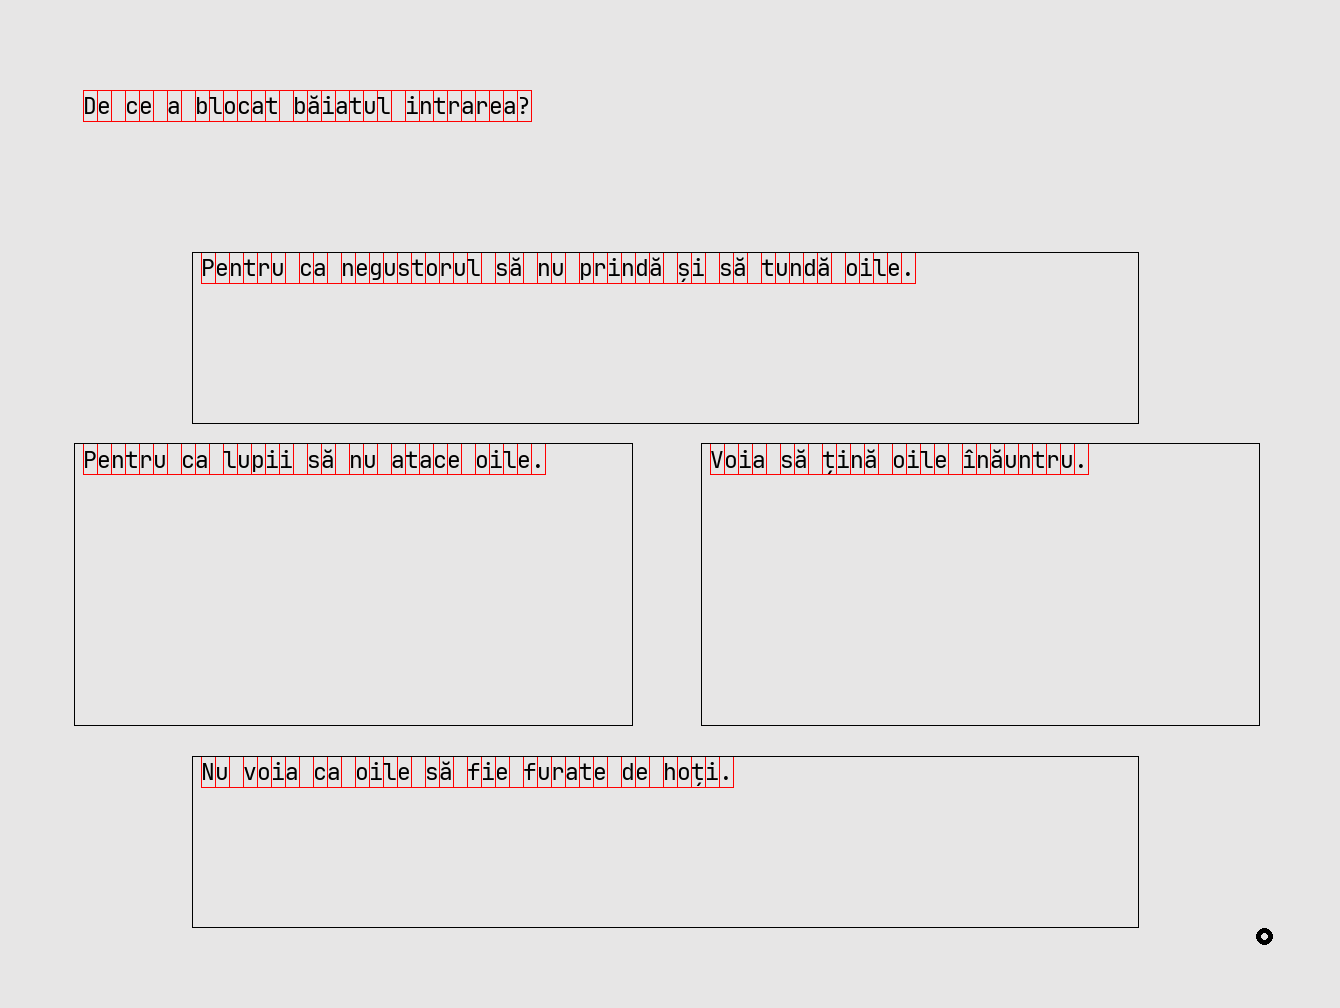 De ce a blocat băiatul intrarea?
Pentru ca negustorul să nu prindă și să tundă oile.
Pentru ca lupii să nu atace oile.
Voia să țină oile înăuntru.
Nu voia ca oile să fie furate de hoți.